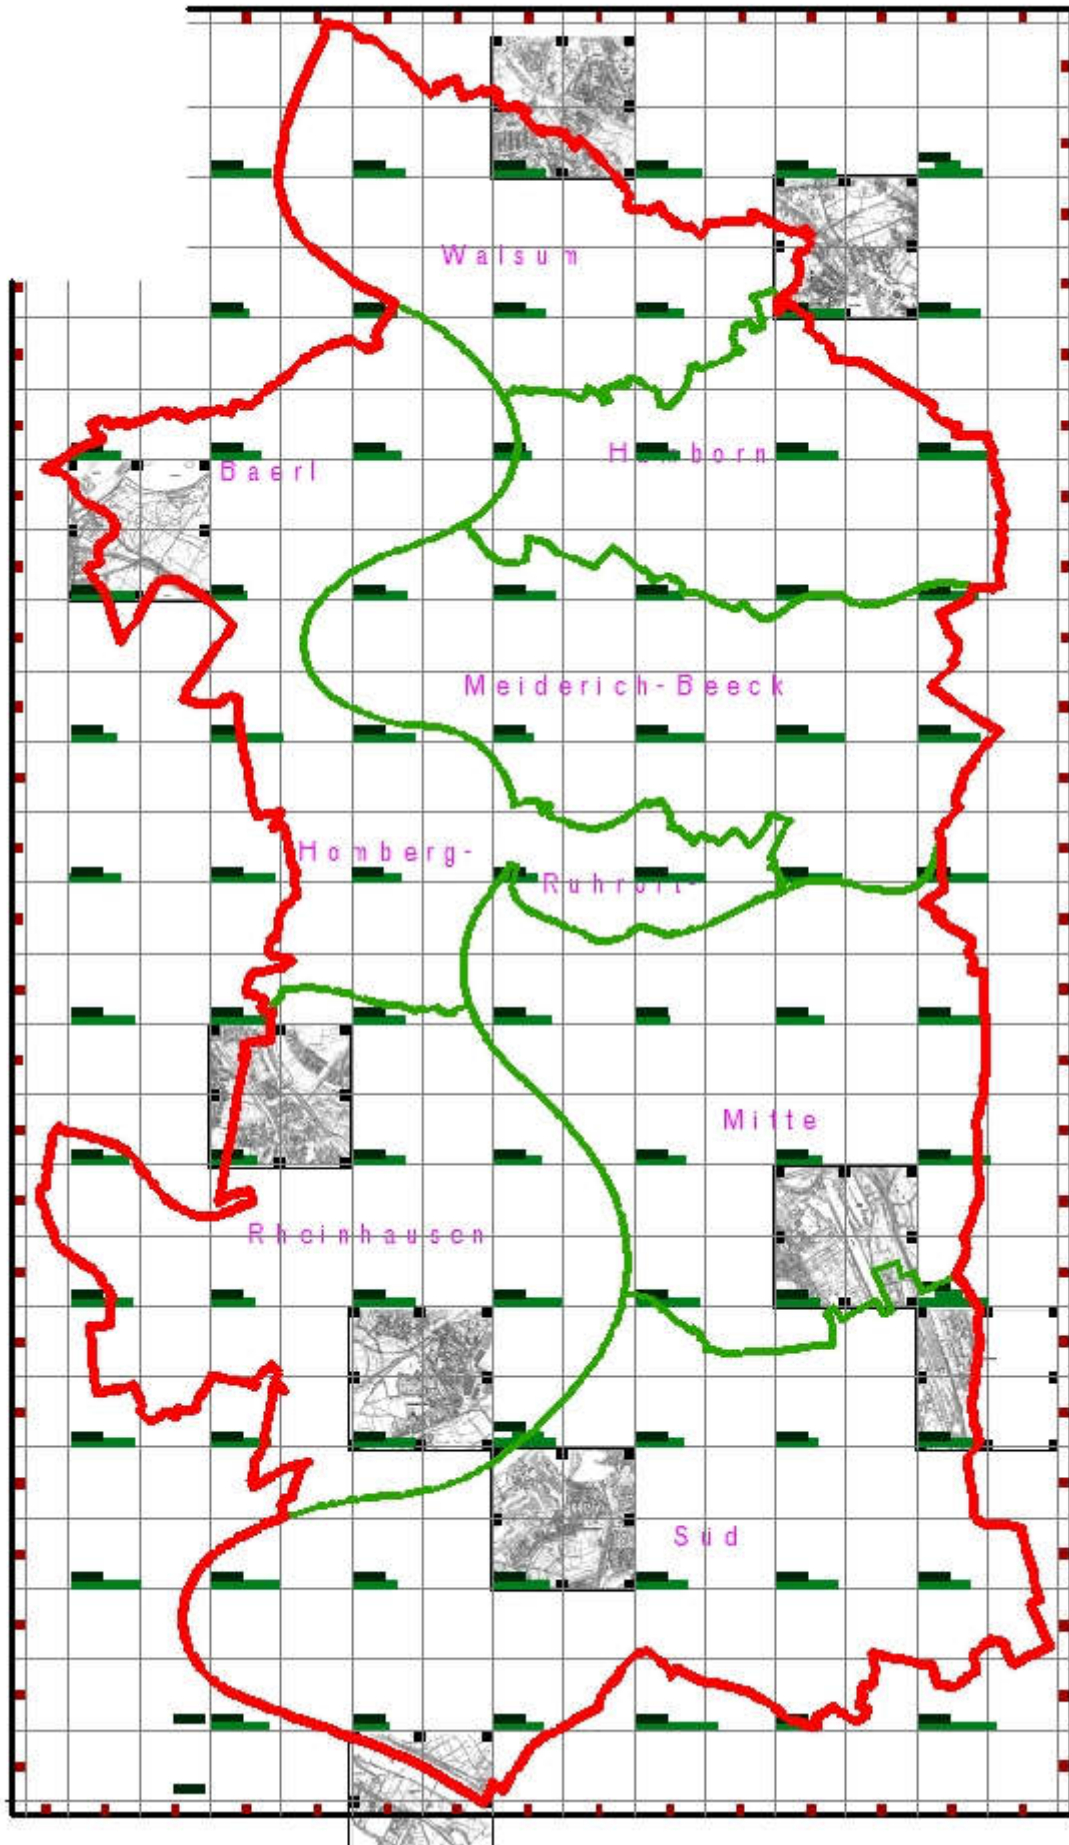 Walsum
Hamborn
Baerl
Meiderich-Beeck
Homberg-
Ruhrort-
Mitte
Rheinhausen
Süd